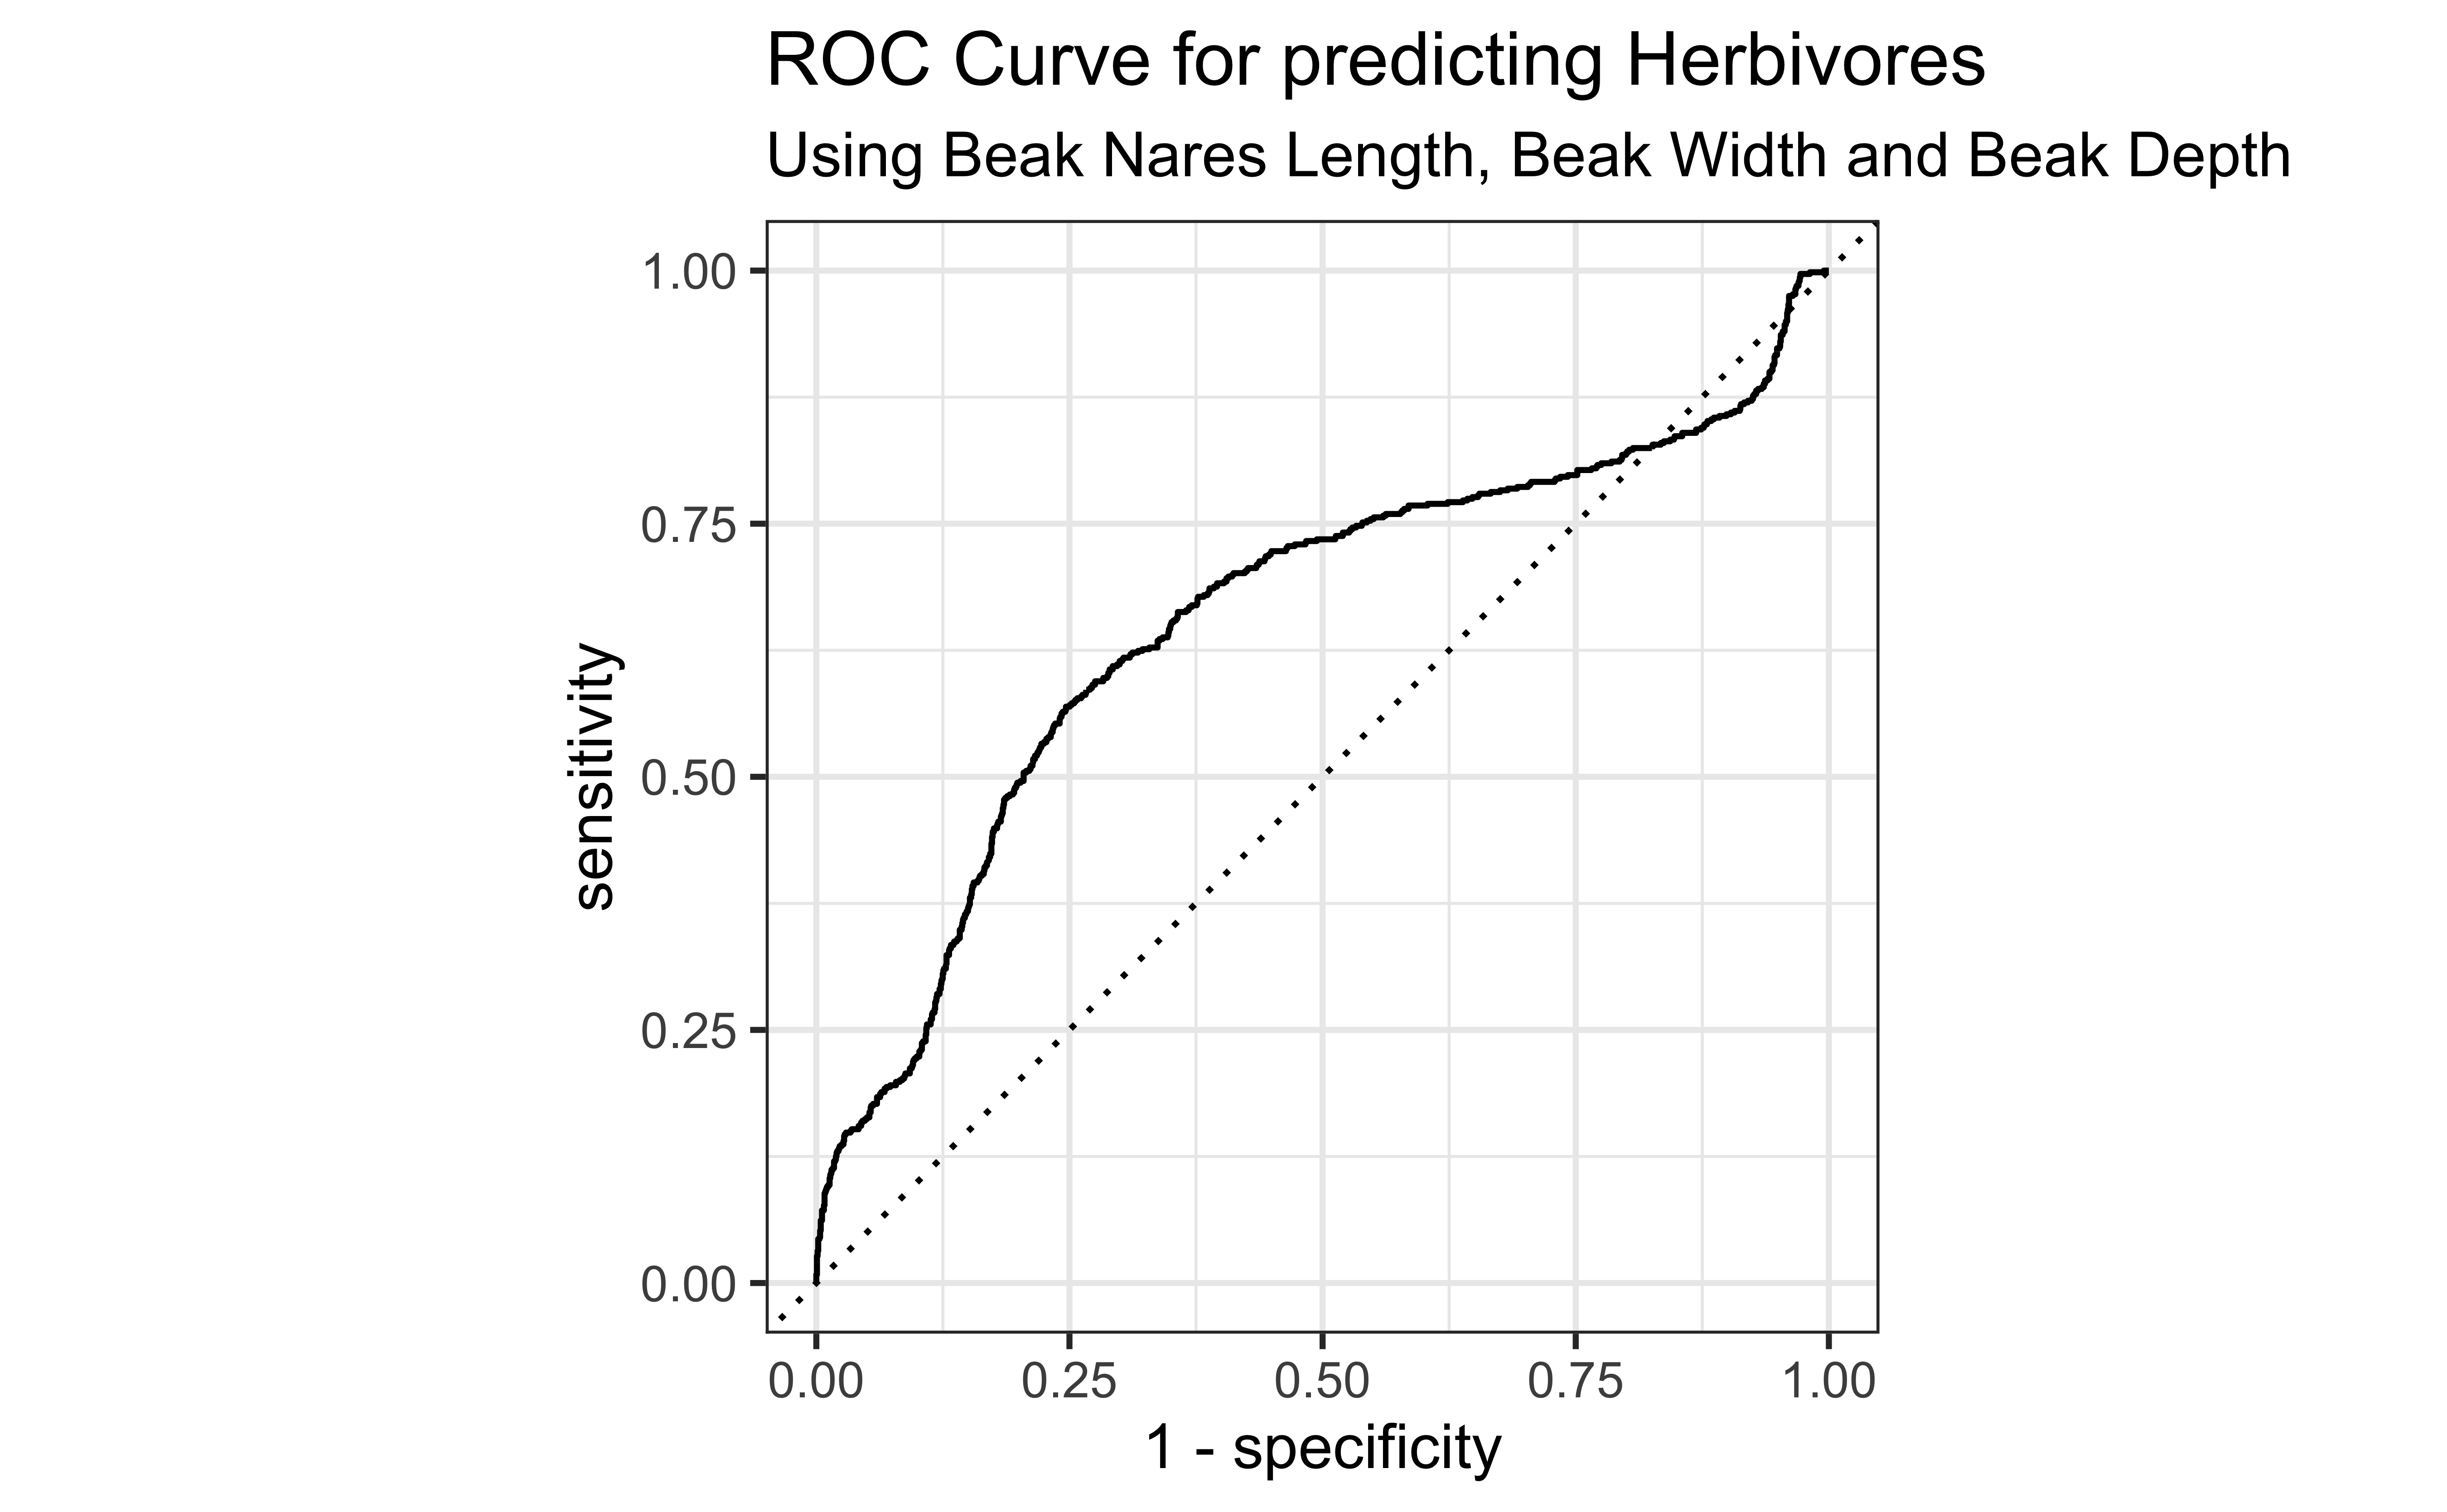 ROC Curve for predicting Herbivores
Using Beak Nares Length, Beak Width and Beak Depth
sensitivity
1.00
0.75
0.50
0.25
0.00
0.00 0.25 0.50 0.75 1.00
1 - specificity